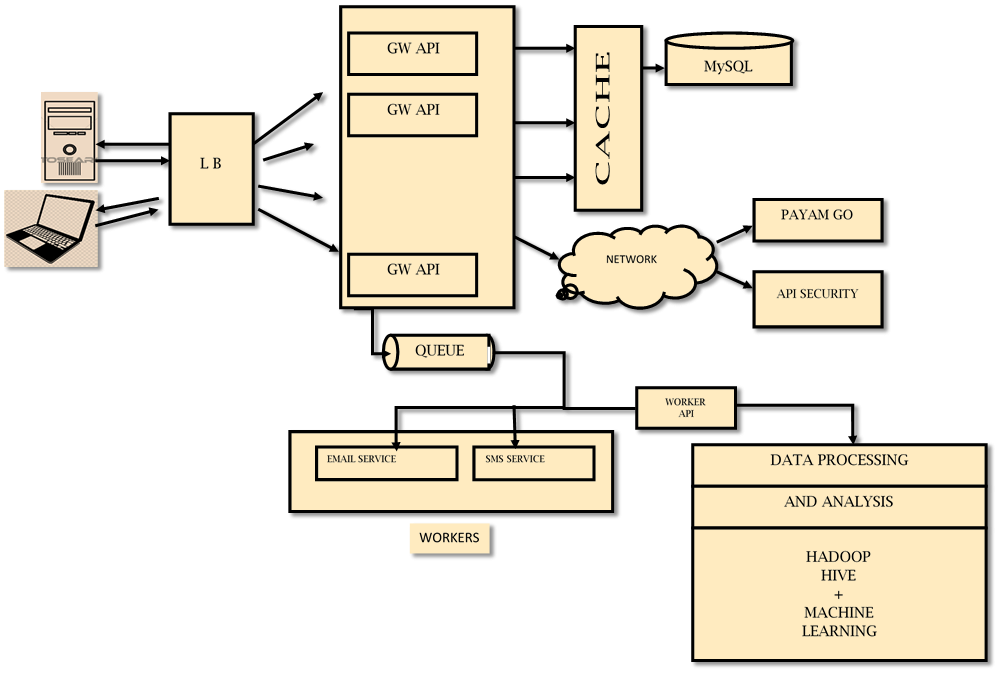 GW API
GW API
GW API
L B
TOSEAR
CACHE
MySQL
NETWORK
PAYAM GO
API SECURITY
QUEUE
WORKER
API
EMAIL SERVICE
SMS SERVICE
WORKERS
DATA PROCESSING
AND ANALYSIS
HADOOP
HIVE
+
MACHINE
LEARNING